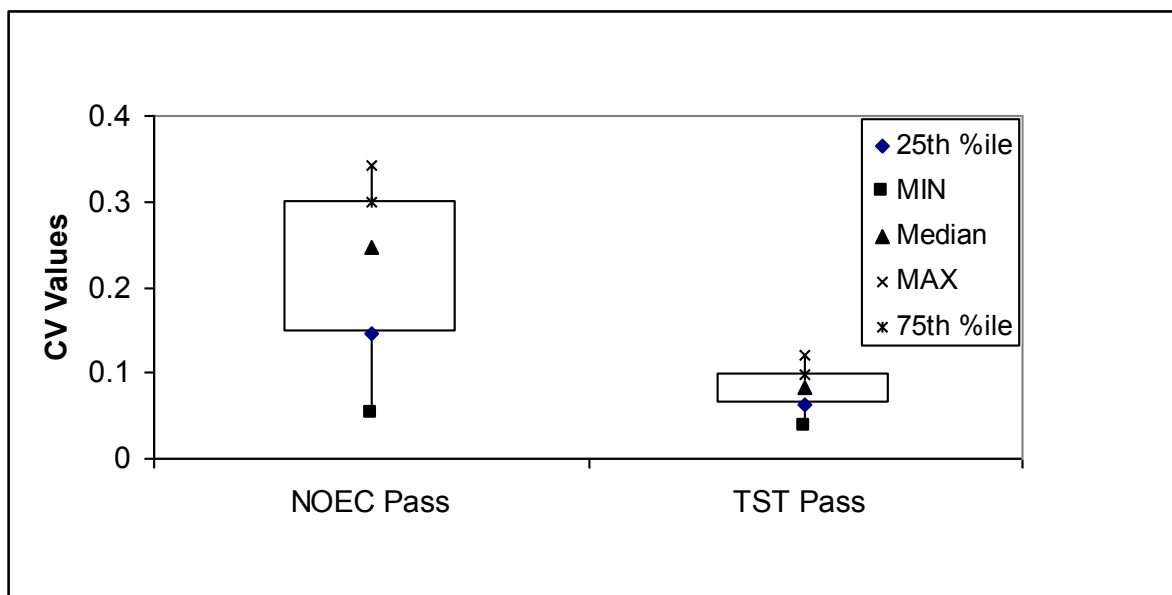 0.4
0.3
0.2
0.1
0
CV Values
NOEC Pass
TST Pass
25th %ile
MIN
Median
MAX
75th %ile